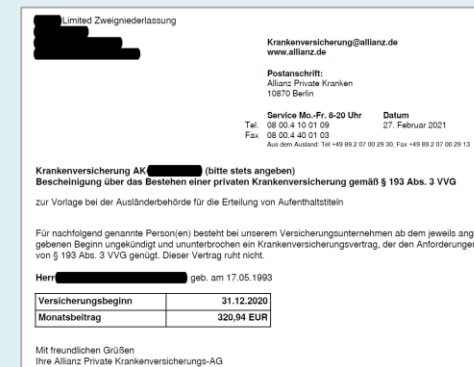 Limited Zweigniederlassung
Krankenversicherung@allianz.de
www.allianz.de
Postanschrift:
Allianz Private Kranken
10870 Berlin
Service Mo.-Fr. 8-20 Uhr Datum
Tel. 08 00.4 10 01 09 27. Februar 2021
Fax 08 00.4 40 01 03
Aus dem Ausland: Tel +49 89.2 07 00 29 30, Fax +49 89.2 07 00 29 13
Krankenversicherung AK- (bitte stets angeben)
Bescheinigung über das Bestehen einer privaten Krankenversicherung gemäß § 193 Abs. 3 VVG
zur Vorlage bei der Ausländerbehörde für die Erteilung von Aufenthaltstiteln
Für nachfolgend genannte Person(en) besteht bei unserem Versicherungsunternehmen ab dem jeweils ang
gebenen Beginn ungekündigt und ununterbrochen ein Krankenversicherungsvertrag, der den Anforderungen
von § 193 Abs. 3 VVG genügt. Dieser Vertrag ruht nicht.
Herr geb. am 17.05.1993
Versicherungsbeginn 31.12.2020
Monatsbeitrag 320,94 EUR
Mit freundlichen Grüßen
Ihre Allianz Private Krankenversicherungs-AG